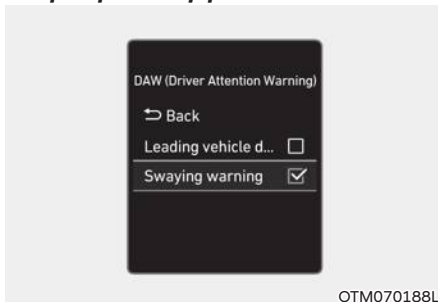 DAW (Driver Attention Warning)
Back
Leading vehicle d...
Swaying warning
OTM070188L